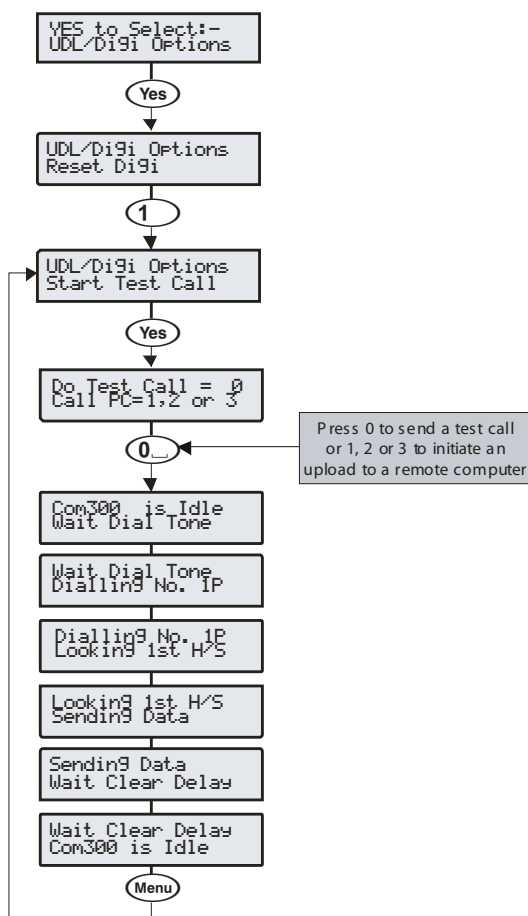 YES to Select:-
UDL/Digi Options
Yes
UDL/Digi Options
Reset Digi
1
UDL/Digi Options
Start Test Call
Yes
Do Test Call = 0
Call PC=1,2 or 3
Press 0 to send a test call
or 1, 2 or 3 to initiate an
upload to a remote computer
0
Com300 is Idle
Wait Dial Tone
Wait Dial Tone
Dialling No. 1P
Dialling No. 1P
Looking 1st H/S
Looking 1st H/S
Sending Data
Sending Data
Wait Clear Delay
Wait Clear Delay
Com300 is Idle
Menu